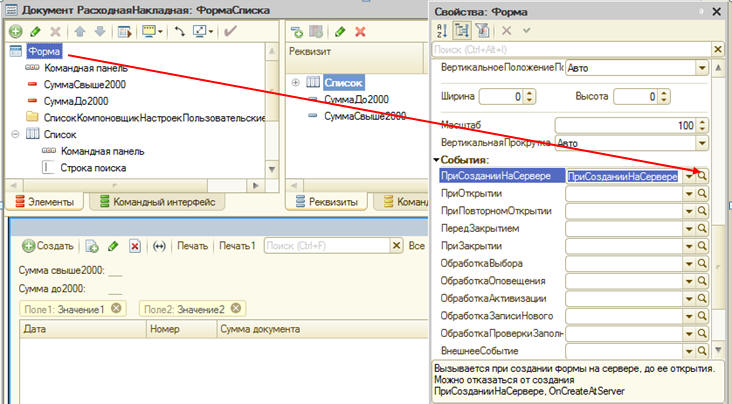 Документ РасходнаяНакладная: ФормаСписка
Форма
Командная панель
СуммаСвыше2000
СуммаДо2000
СписокКомпоновщикНастроекПользовательские
Список
Командная панель
Строка поиска
Элементы
Командный интерфейс
Реквизит
Список
СуммаДо2000
СуммаСвыше2000
Реквизиты
Команд
Создать
Печать
Печать1
Поиск (Ctrl+F)
Все
Сумма свыше2000:
Сумма до2000:
Поле1: Значение1
Поле2: Значение2
Дата
Номер
Сумма документа
Свойства: Форма
Поиск (Ctrl+Alt+I)
ВертикальноеПоложениеПо
Авто
Ширина
0
Высота
0
Масштаб
100
ВертикальнаяПрокрутка
Авто
События:
ПриСозданииНаСервере
ПриСозданииНаСервере
ПриОткрытии
ПриПовторномОткрытии
ПередЗакрытием
ПриЗакрытии
ОбработкаВыбора
ОбработкаОповещения
ОбработкаАктивизации
ОбработкаЗаписиНового
ОбработкаПроверкиЗаполн
ВнешнееСобытие
Вызывается при создании формы на сервере, до ее открытия.
Можно отказаться от создания
ПриСозданииНаСервере, OnCreateAtServer